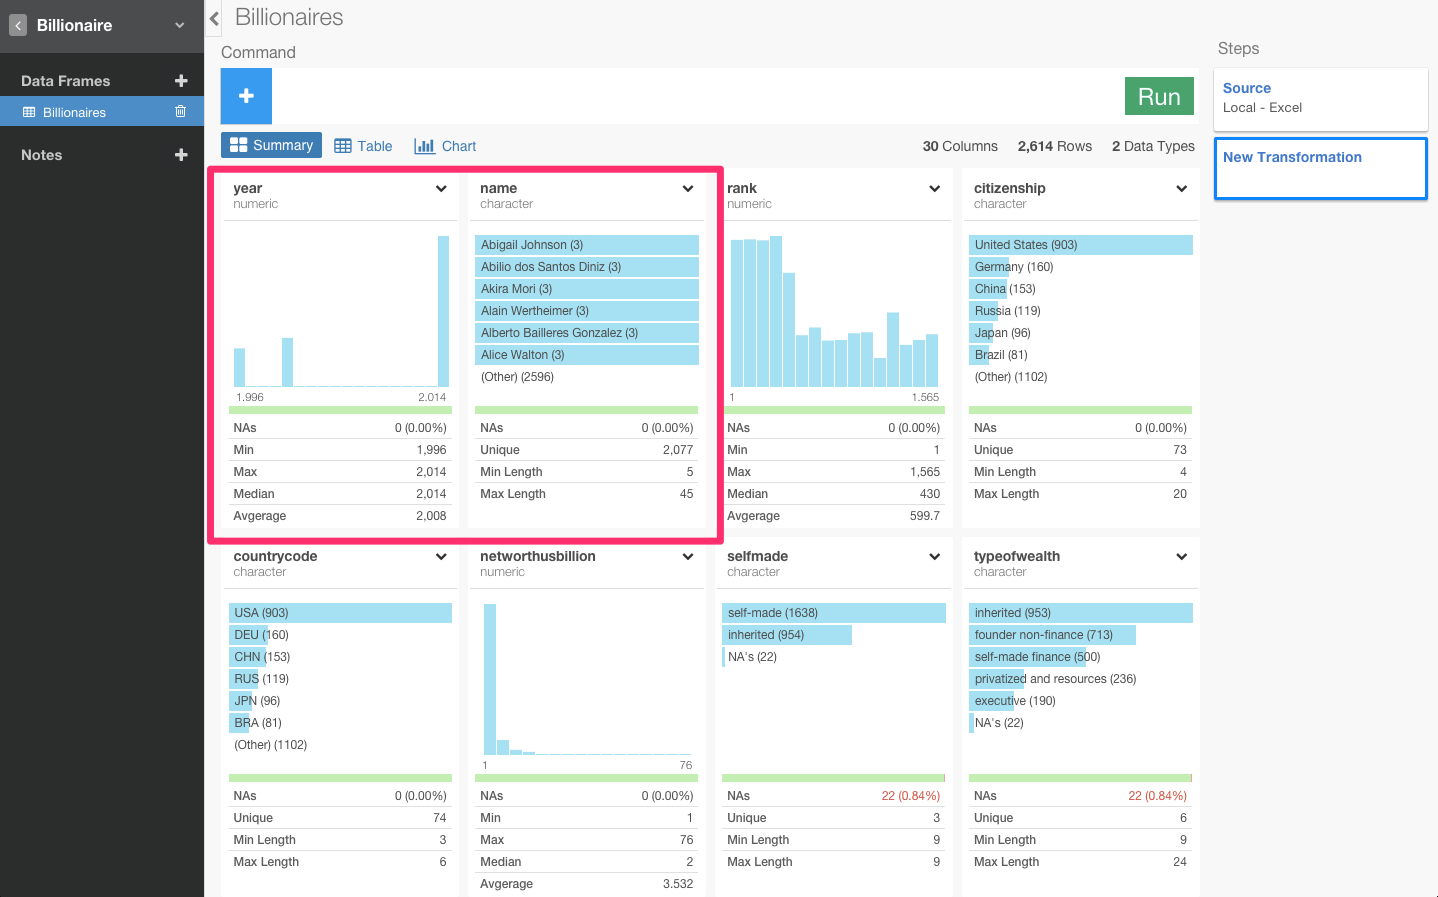 Billionaire
Data Frames
Billionaires
Notes
Billionaires
Command
Run
Summary Table Chart
30 Columns 2,614 Rows 2 Data Types
year
numeric
1.996 2.014
NAs 0 (0.00%)
Min 1,996
Max 2,014
Median 2,014
Avgerage 2,008
name
character
Abigail Johnson (3)
Abilio dos Santos Diniz (3)
Akira Mori (3)
Alain Wertheimer (3)
Alberto Bailleres Gonzalez (3)
Alice Walton (3)
(Other) (2596)
NAs 0 (0.00%)
Unique 2,077
Min Length 5
Max Length 45
rank
numeric
1 1.565
NAs 0 (0.00%)
Min 1
Max 1,565
Median 430
Avgerage 599.7
citizenship
character
United States (903)
Germany (160)
China (153)
Russia (119)
Japan (96)
Brazil (81)
(Other) (1102)
NAs 0 (0.00%)
Unique 73
Min Length 4
Max Length 20
countrycode
character
USA (903)
DEU (160)
CHN (153)
RUS (119)
JPN (96)
BRA (81)
(Other) (1102)
NAs 0 (0.00%)
Unique 74
Min Length 3
Max Length 6
networthusbillion
numeric
1 76
NAs 0 (0.00%)
Min 1
Max 76
Median 2
Avgerage 3.532
selfmade
character
self-made (1638)
inherited (954)
NA's (22)
NAs 22 (0.84%)
Unique 3
Min Length 9
Max Length 9
typeofwealth
character
inherited (953)
founder non-finance (713)
self-made finance (500)
privatized and resources (236)
executive (190)
NA's (22)
NAs 22 (0.84%)
Unique 6
Min Length 9
Max Length 24
Steps
Source
Local - Excel
New Transformation